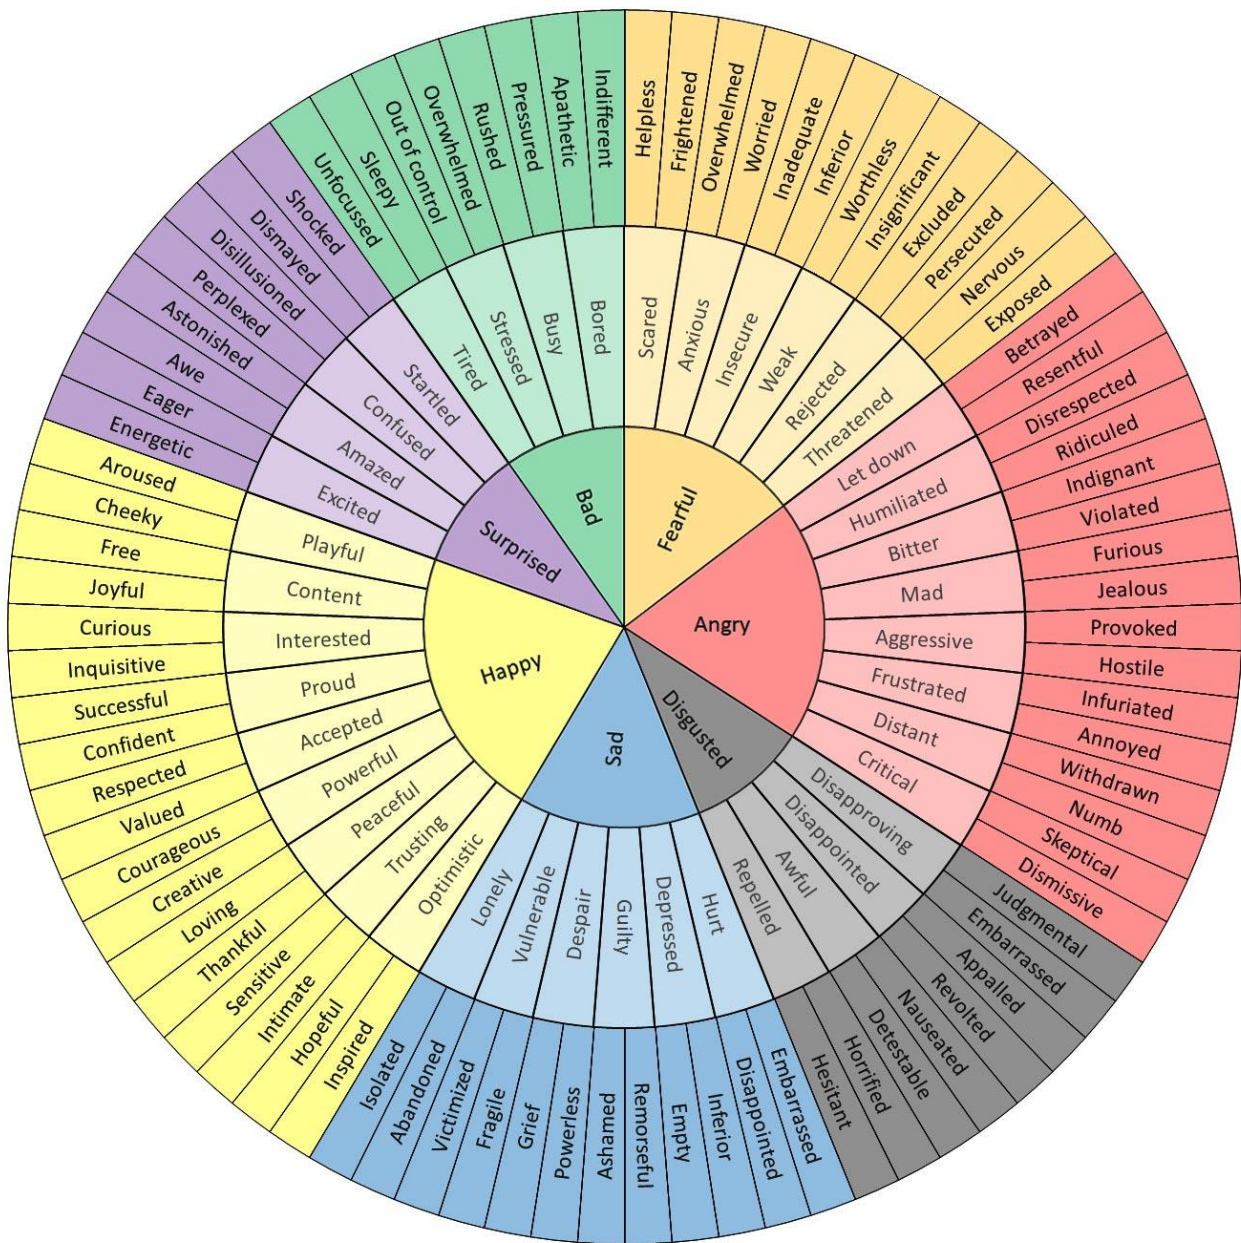 Fearful
Angry
Disgusted
Sad
Happy
Surprised
Bad
Scared
Anxious
Insecure
Weak
Rejected
Threatened
Let down
Humiliated
Bitter
Mad
Aggressive
Frustrated
Distant
Critical
Disapproving
Disappointed
Awful
Repelled
Hurt
Depressed
Guilty
Despair
Vulnerable
Lonely
Optimistic
Trusting
Peaceful
Powerful
Accepted
Proud
Interested
Content
Playful
Excited
Amazed
Confused
Startled
Tired
Stressed
Busy
Bored
Helpless
Frightened
Overwhelmed
Worried
Inadequate
Inferior
Worthless
Insignificant
Excluded
Persecuted
Nervous
Exposed
Betrayed
Resentful
Disrespected
Ridiculed
Indignant
Violated
Furious
Jealous
Provoked
Hostile
Infuriated
Annoyed
Withdrawn
Numb
Skeptical
Dismissive
Judgmental
Embarrassed
Appalled
Revolted
Nauseated
Detestable
Horrified
Hesitant
Embarrassed
Disappointed
Inferior
Empty
Remorseful
Ashamed
Powerless
Grief
Fragile
Victimized
Abandoned
Isolated
Inspired
Hopeful
Intimate
Sensitive
Thankful
Loving
Creative
Courageous
Valued
Respected
Confident
Successful
Inquisitive
Curious
Joyful
Free
Cheeky
Aroused
Energetic
Eager
Awe
Astonished
Perplexed
Disillusioned
Dismayed
Shocked
Unfocussed
Sleepy
Out of control
Overwhelmed
Rushed
Pressured
Apathetic
Indifferent